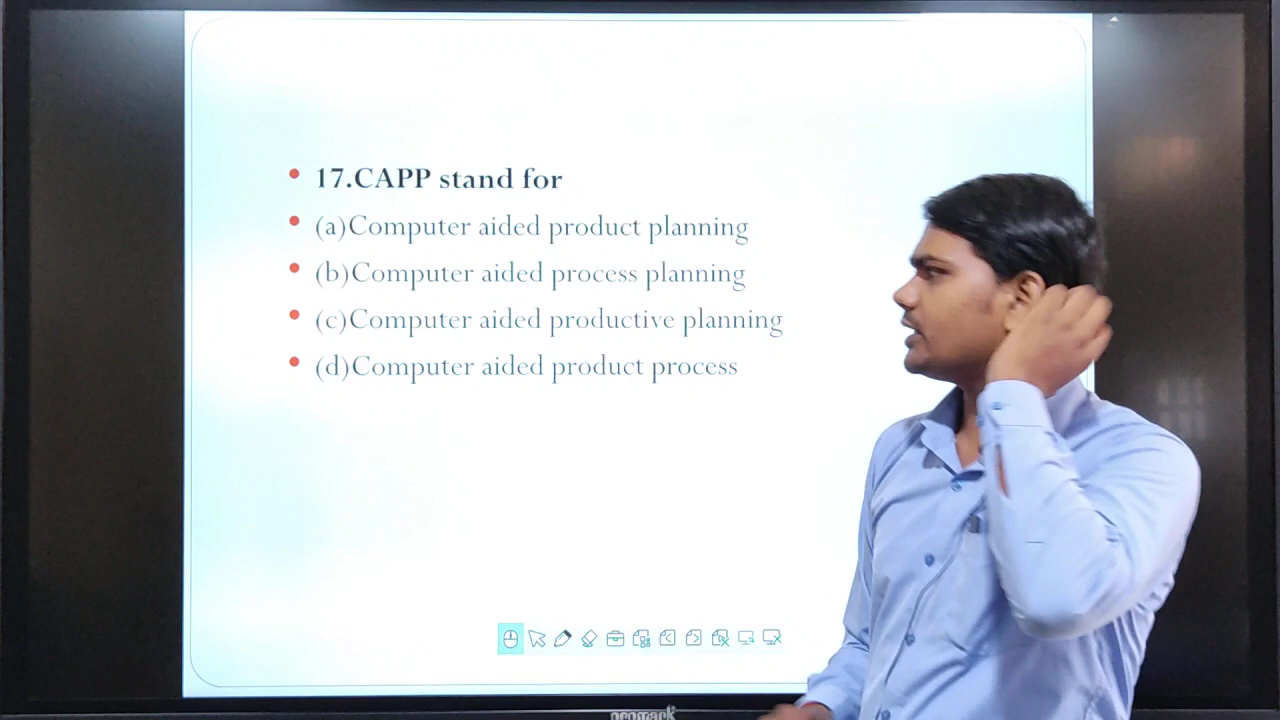 17.CAPP stand for
(a)Computer aided product planning
(b)Computer aided process planning
(c)Computer aided productive planning
(d)Computer aided product process